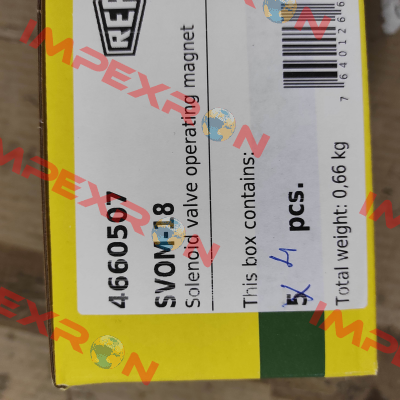 4660507
SVOM-18
Solenoid valve operating magnet
This box contains:
5 4 pcs.
Total weight: 0,66 kg
IMPEXRON
IMPEXRON
IMPEXRON